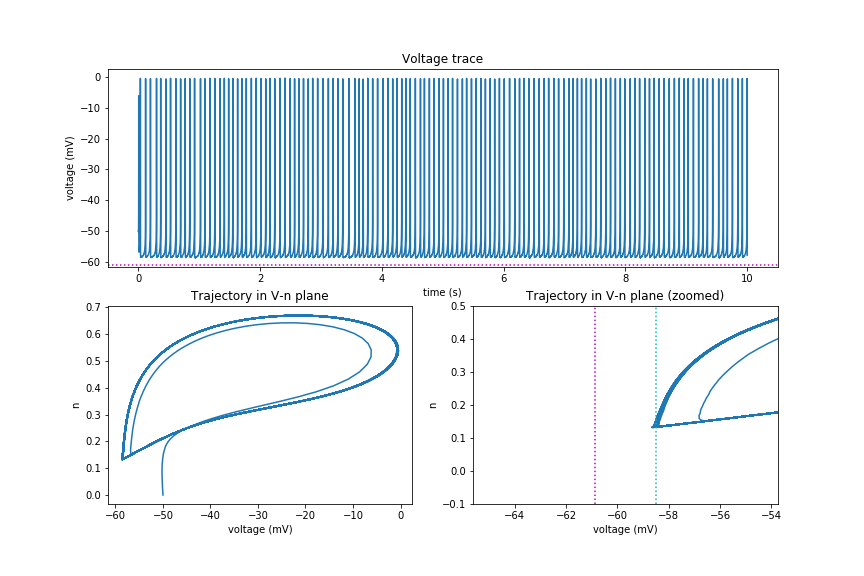 Voltage trace
0
−10
−20
−30
−40
−50
−60
voltage (mV)
0 2 4 6 8 10
time (s)
Trajectory in V-n plane
0.7
0.6
0.5
0.4
0.3
0.2
0.1
0.0
n
−60 −50 −40 −30 −20 −10 0
voltage (mV)
Trajectory in V-n plane (zoomed)
0.5
0.4
0.3
0.2
0.1
0.0
−0.1
n
−64 −62 −60 −58 −56 −54
voltage (mV)